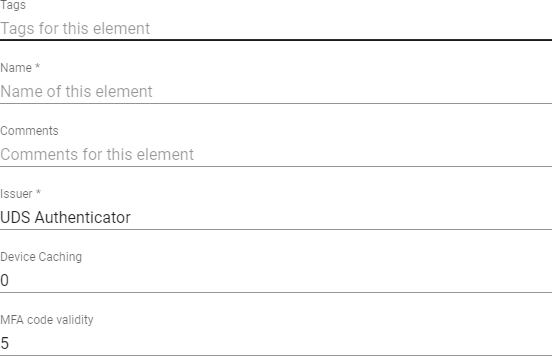 Tags
Tags for this element
Name *
Name of this element
Comments
Comments for this element
Issuer *
UDS Authenticator
Device Caching
0
MFA code validity
5